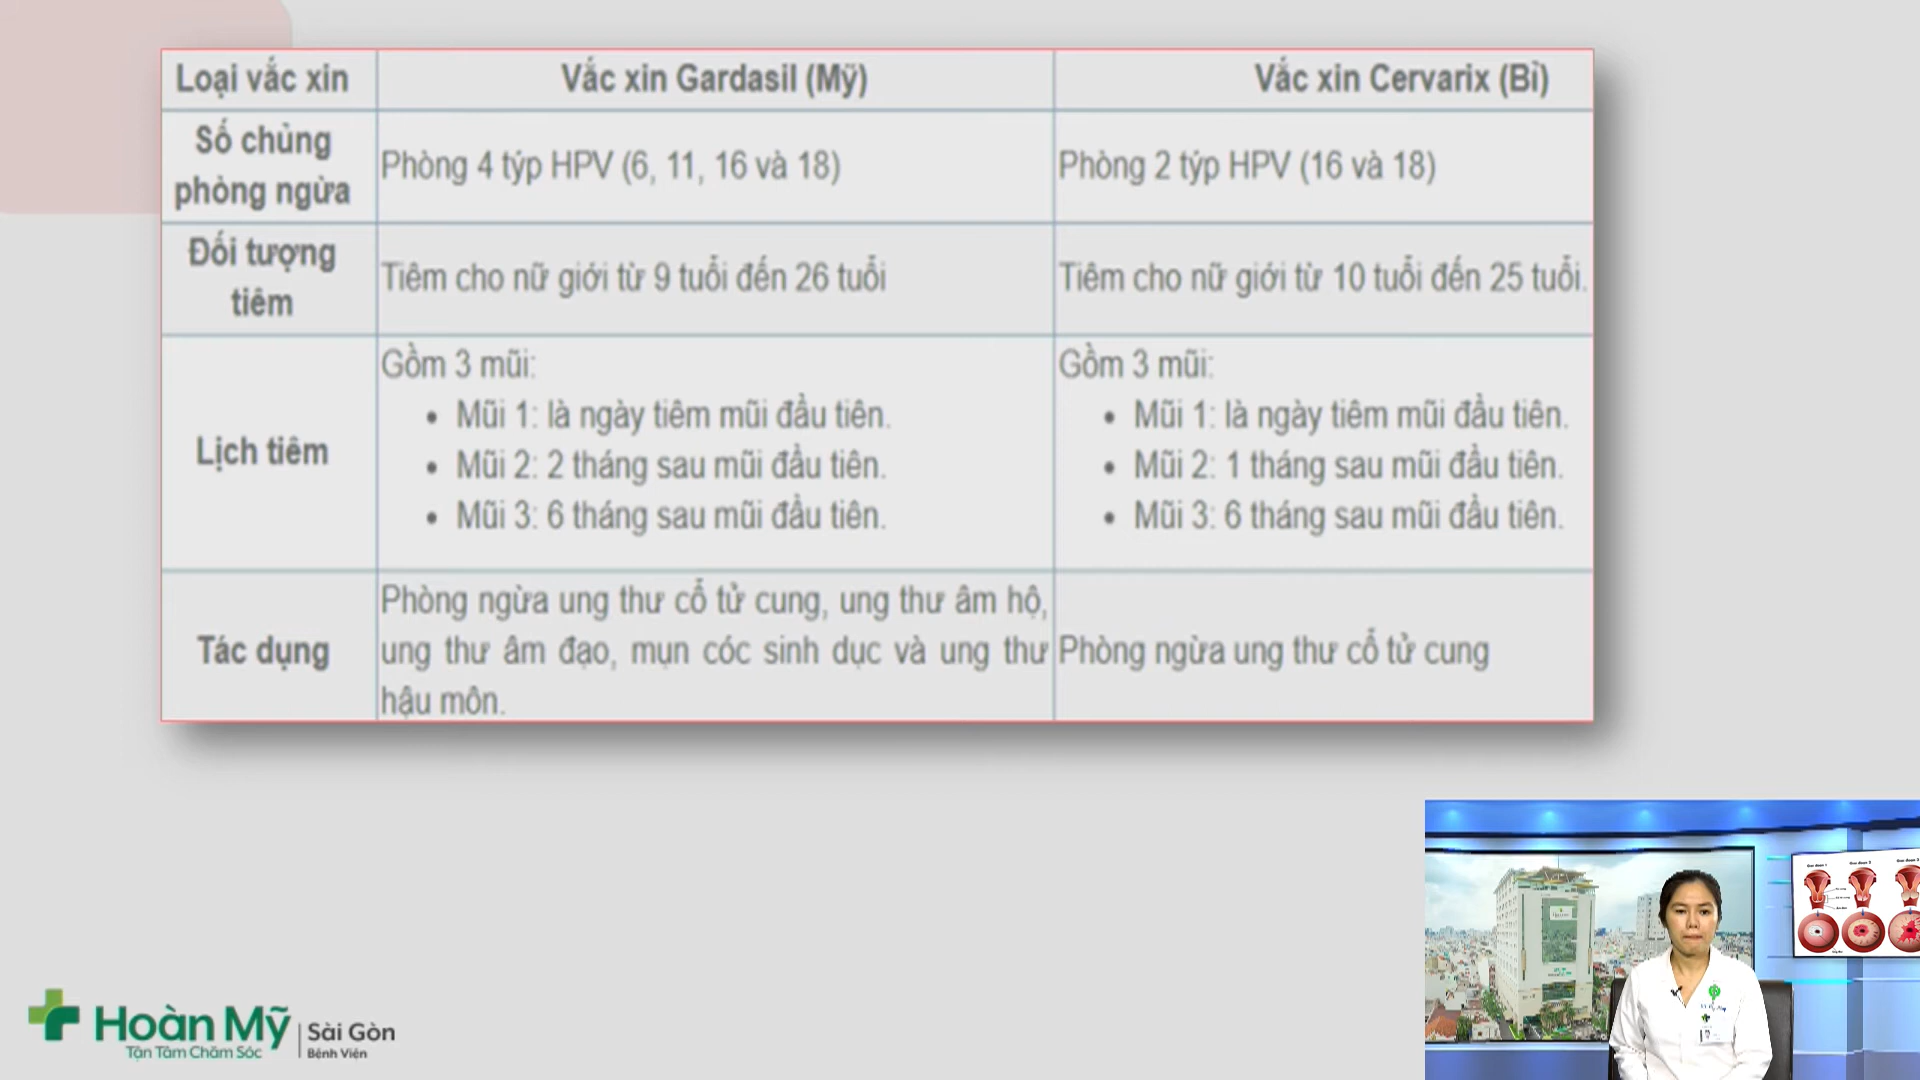 Loại vắc xin
Vắc xin Gardasil (Mỹ)
Vắc xin Cervarix (Bỉ)
Số chủng
phòng ngừa
Phòng 4 týp HPV (6, 11, 16 và 18)
Phòng 2 týp HPV (16 và 18)
Đối tượng
tiêm
Tiêm cho nữ giới từ 9 tuổi đến 26 tuổi
Tiêm cho nữ giới từ 10 tuổi đến 25 tuổi.
Lịch tiêm
Gồm 3 mũi:
• Mũi 1: là ngày tiêm mũi đầu tiên.
• Mũi 2: 2 tháng sau mũi đầu tiên.
• Mũi 3: 6 tháng sau mũi đầu tiên.
Gồm 3 mũi:
• Mũi 1: là ngày tiêm mũi đầu tiên.
• Mũi 2: 1 tháng sau mũi đầu tiên.
• Mũi 3: 6 tháng sau mũi đầu tiên.
Tác dụng
Phòng ngừa ung thư cổ tử cung, ung thư âm hộ,
ung thư âm đạo, mụn cóc sinh dục và ung thư
hậu môn.
Phòng ngừa ung thư cổ tử cung
Hoàn Mỹ
Tận Tâm Chăm Sóc
Sài Gòn
Bệnh Viện